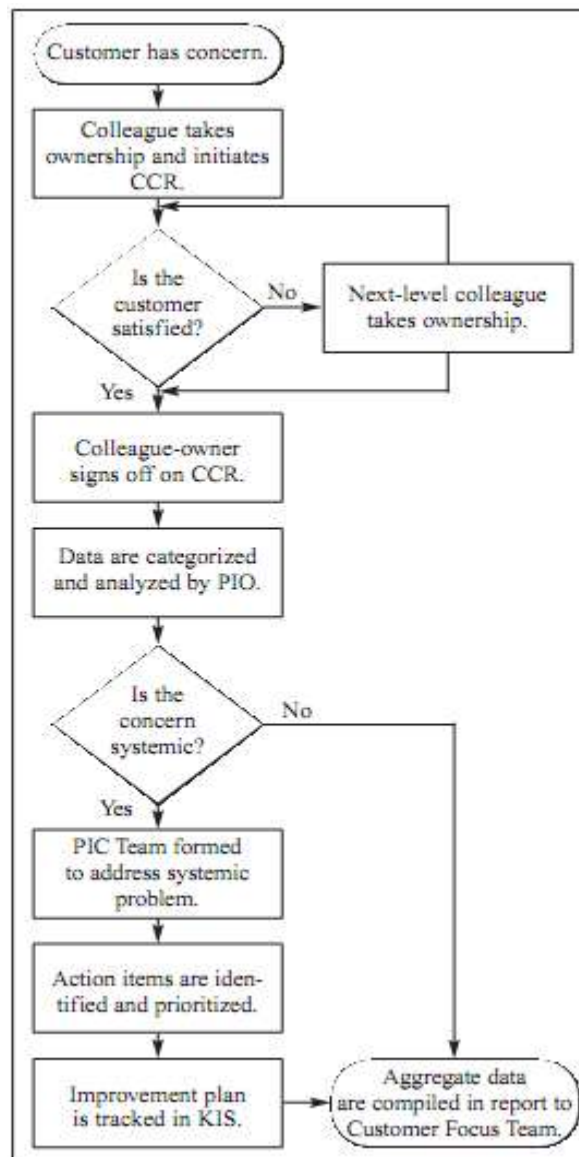 Customer has concern.
Colleague takes
ownership and initiates
CCR.
Is the
customer
satisfied?
No
Next-level colleague
takes ownership.
Yes
Colleague-owner
signs off on CCR.
Data are categorized
and analyzed by PIO.
Is the
concern
systemic?
No
Yes
PIC Team formed
to address systemic
problem.
Action items are iden-
tified and prioritized.
Improvement plan
is tracked in KIS.
Aggregate data
are compiled in report to
Customer Focus Team.